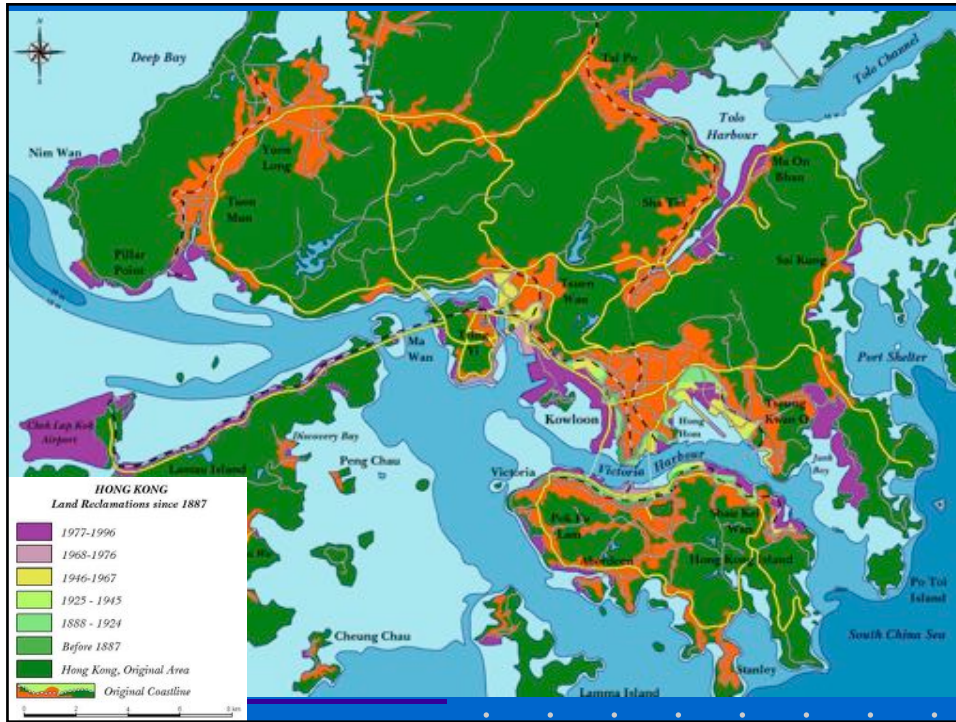 N
Deep Bay
Tai Po
Tolo Channel
Tolo
Harbour
Nim Wan
Yuen
Long
Ma On
Shan
Tuen
Mun
Sha Tin
Pillar
Point
Sai Kung
Tsuen
Wan
Tsing
Yi
Ma
Wan
Port Shelter
Chek Lap Kok
Airport
Kowloon
Hung
Hom
Tseung
Kwan O
Discovery Bay
Junk
Bay
Lantau Island
Peng Chau
Victoria
Victoria Harbour
HONG KONG
Land Reclamations since 1887
Pok Fu
Lam
Shau Kei
Wan
1977-1996
1968-1976
Aberdeen
Hong Kong Island
1946-1967
1925 - 1945
Po Toi
Island
1888 - 1924
Before 1887
Cheung Chau
South China Sea
Hong Kong, Original Area
Stanley
Original Coastline
Lamma Island
0 2 4 6 8 km